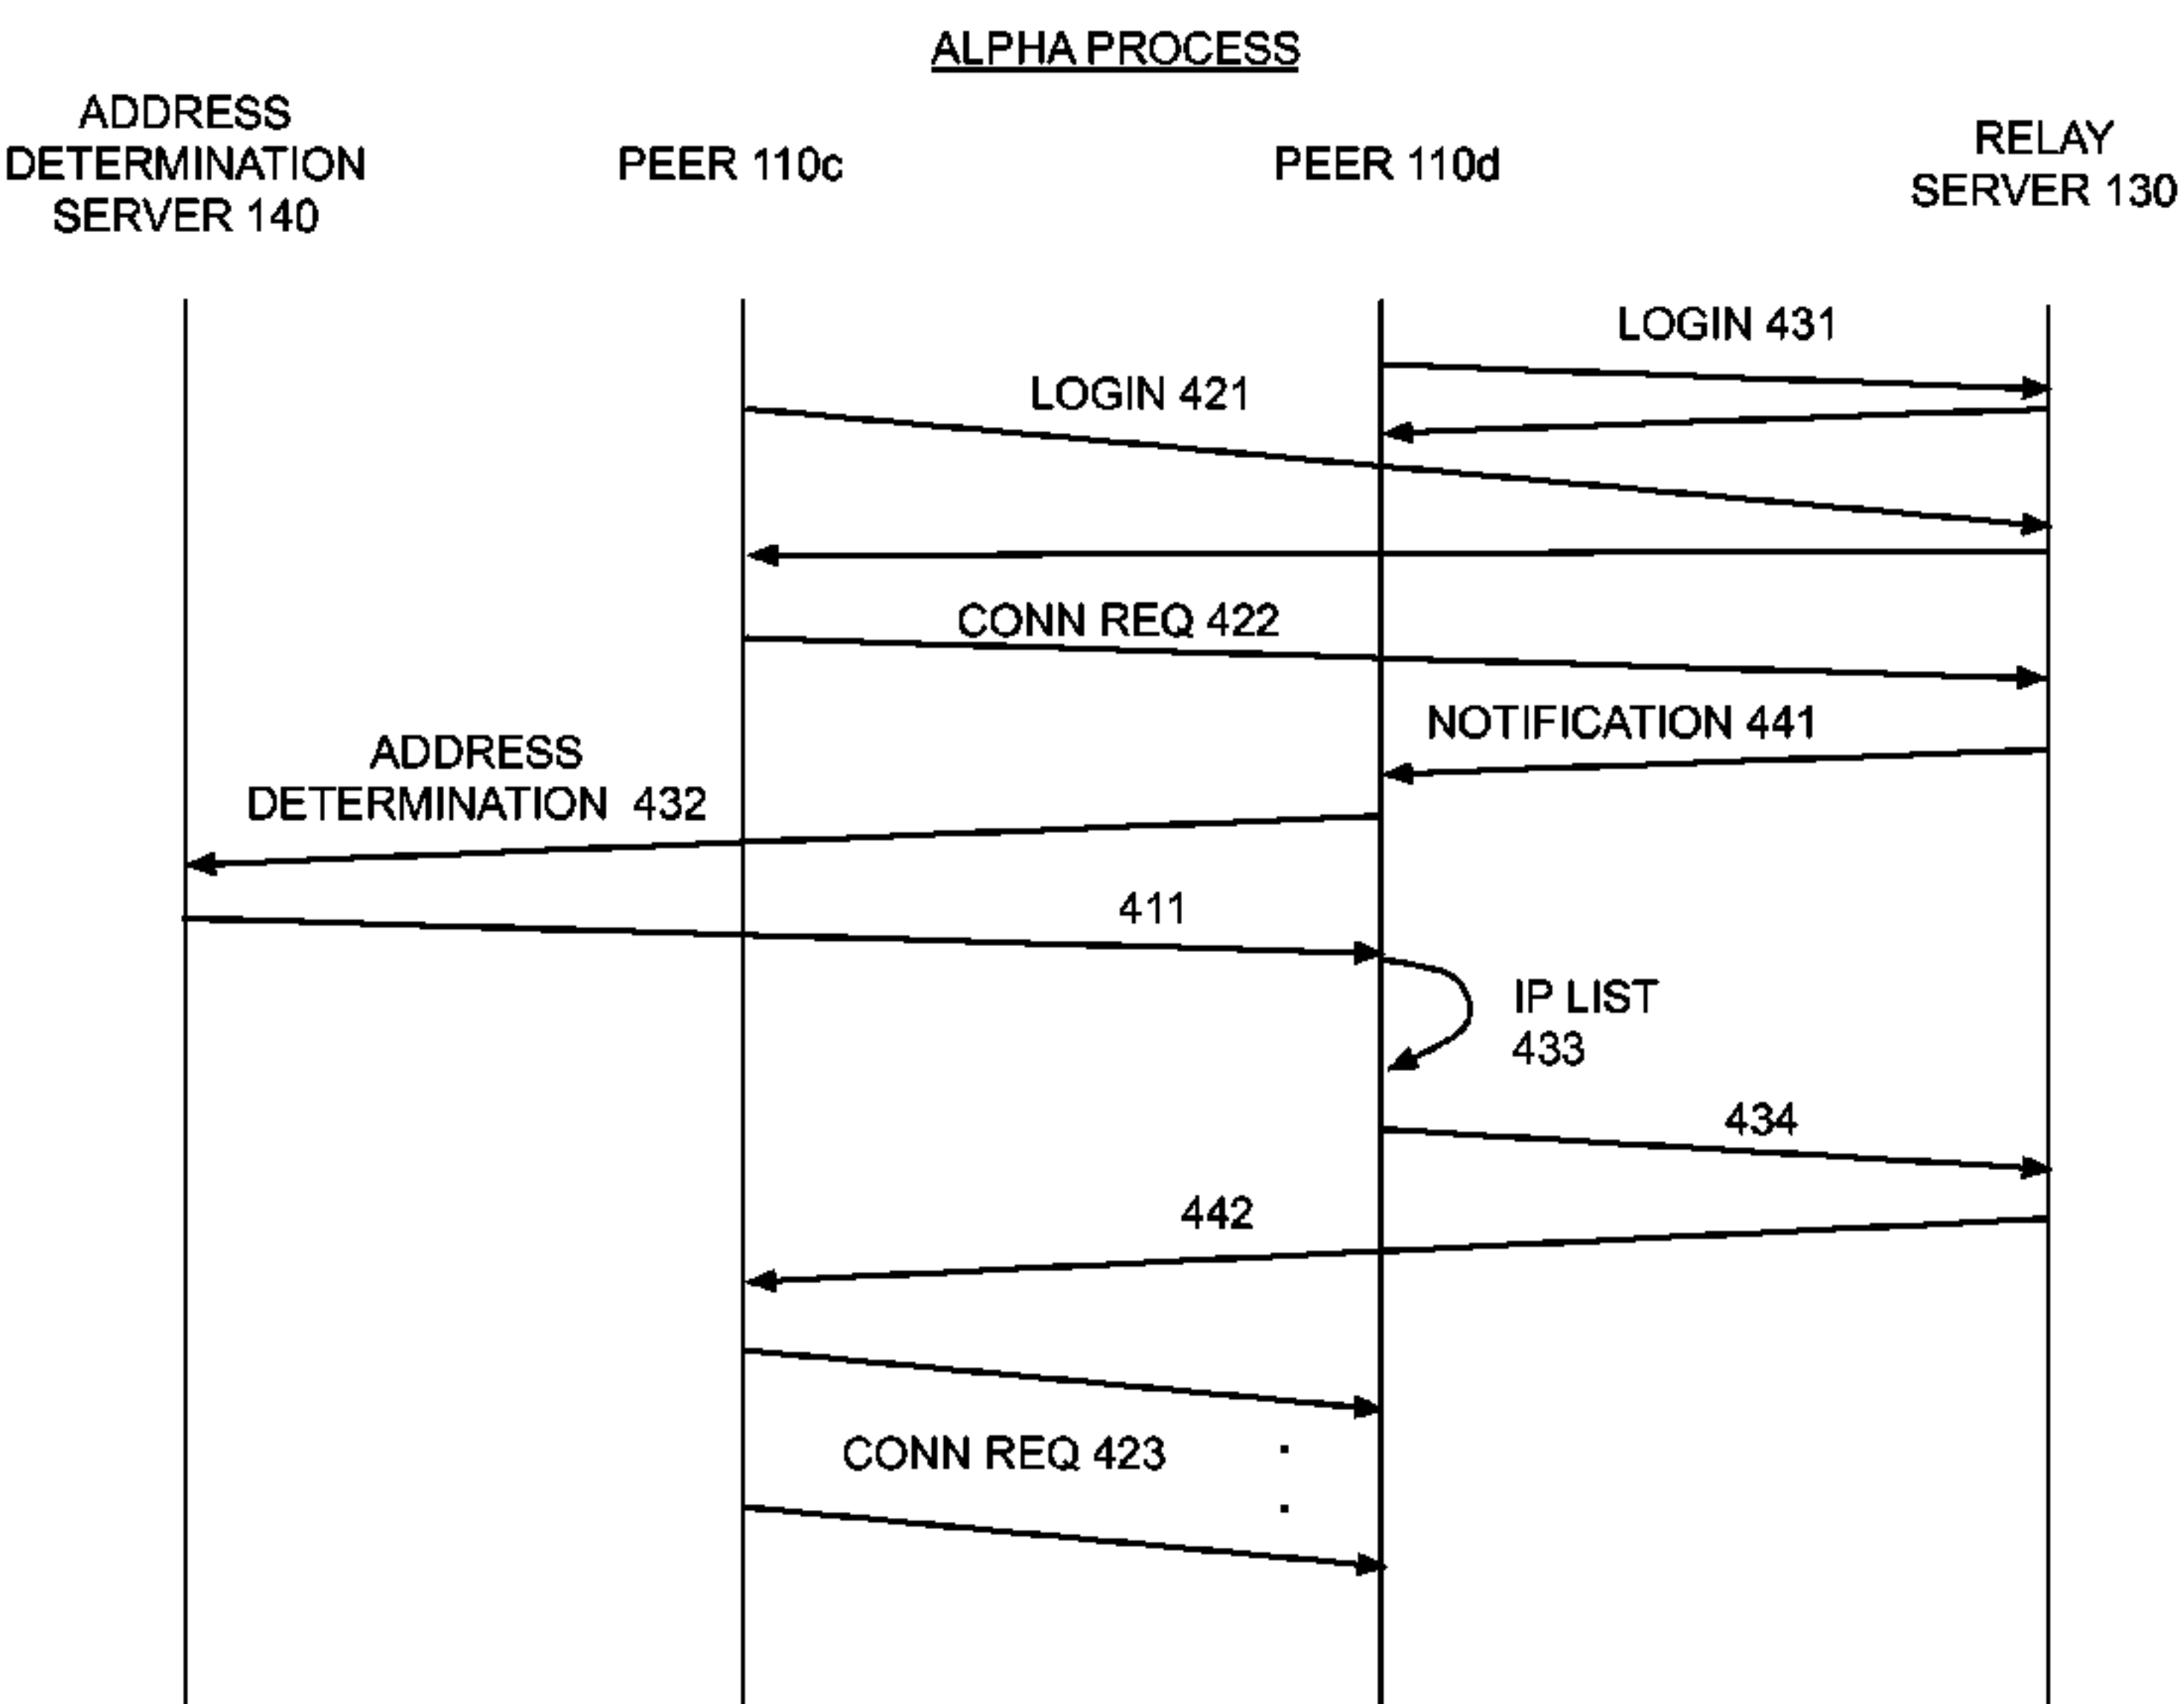 ALPHA PROCESS
ADDRESS
DETERMINATION
SERVER 140
PEER 110c
PEER 110d
RELAY
SERVER 130
LOGIN 431
LOGIN 421
CONN REQ 422
NOTIFICATION 441
ADDRESS
DETERMINATION 432
411
IP LIST
433
434
442
CONN REQ 423